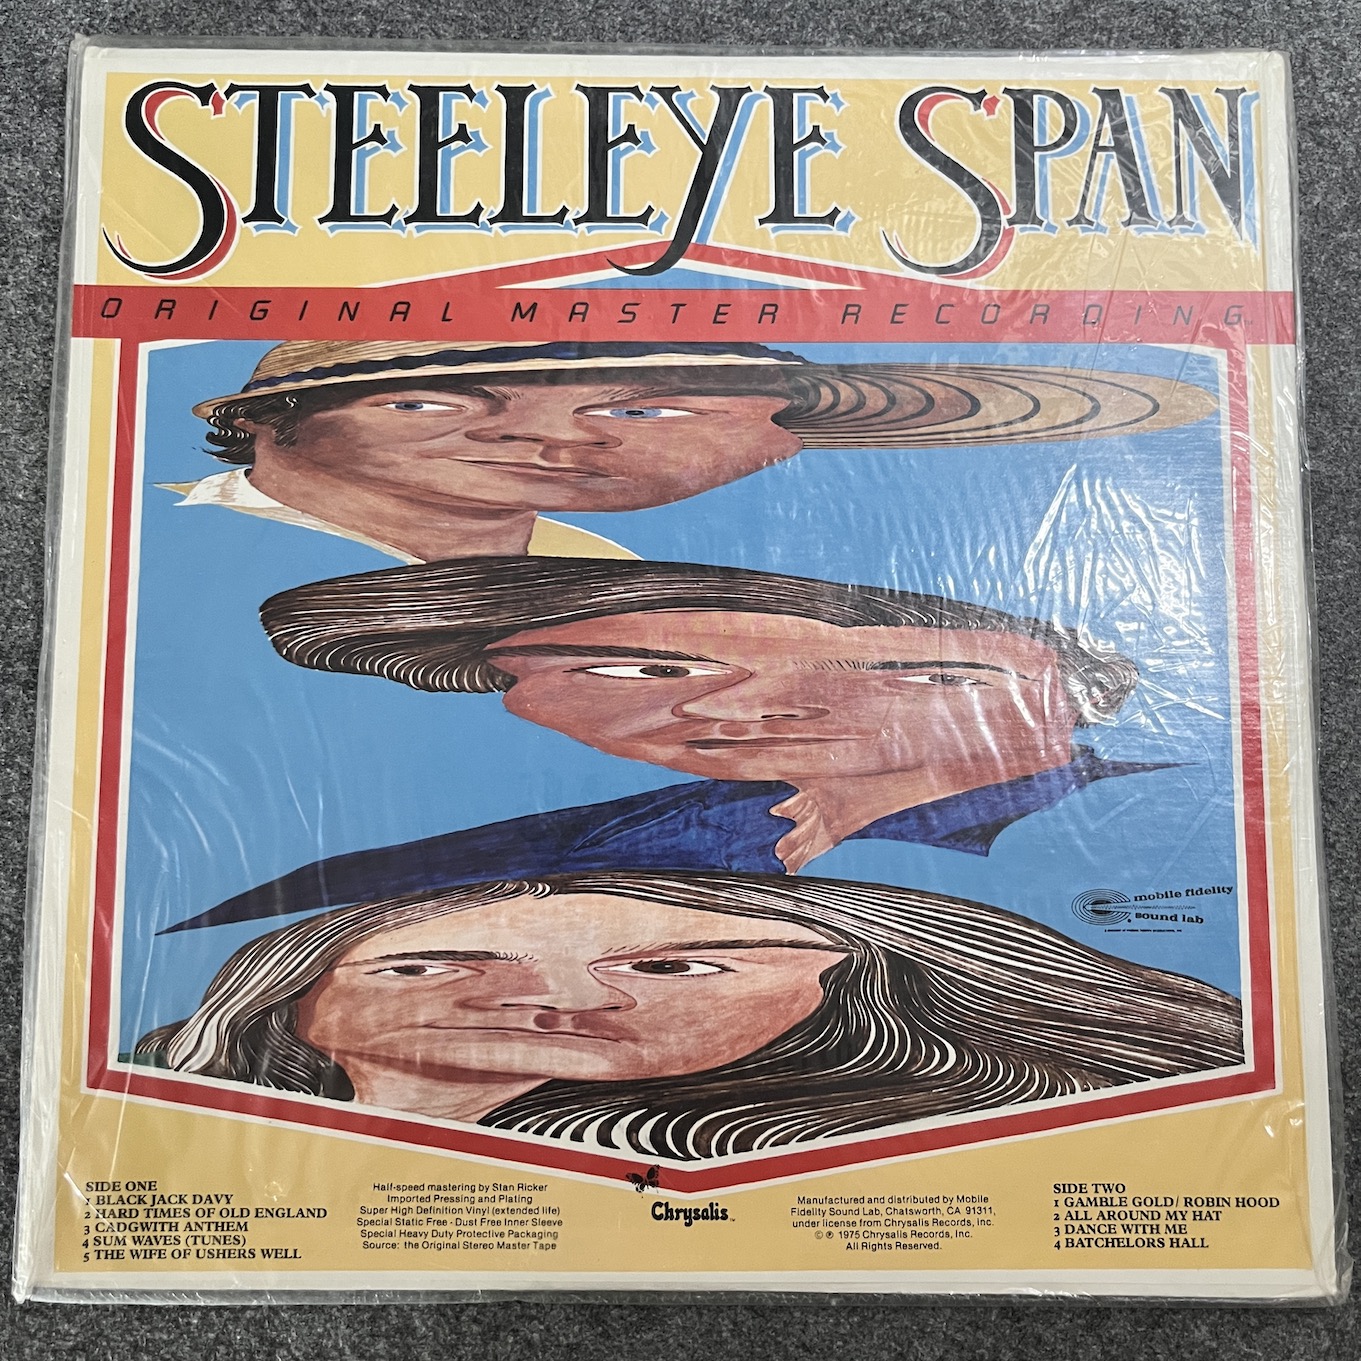 STEELEYE SPAN
ORIGINAL MASTER RECORDING
mobile fidelity
sound lab
SIDE ONE
1 BLACK JACK DAVY
2 HARD TIMES OF OLD ENGLAND
3 CADGWITH ANTHEM
4 SUM WAVES (TUNES)
5 THE WIFE OF USHERS WELL
Half-speed mastering by Stan Ricker
Imported Pressing and Plating
Super High Definition Vinyl (extended life)
Special Static Free - Dust Free Inner Sleeve
Special Heavy Duty Protective Packaging
Source: the Original Stereo Master Tape
Chrysalis™
Manufactured and distributed by Mobile
Fidelity Sound Lab, Chatsworth, CA 91311,
under license from Chrysalis Records, Inc.
© ℗ 1975 Chrysalis Records, Inc.
All Rights Reserved.
SIDE TWO
1 GAMBLE GOLD/ ROBIN HOOD
2 ALL AROUND MY HAT
3 DANCE WITH ME
4 BATCHELORS HALL